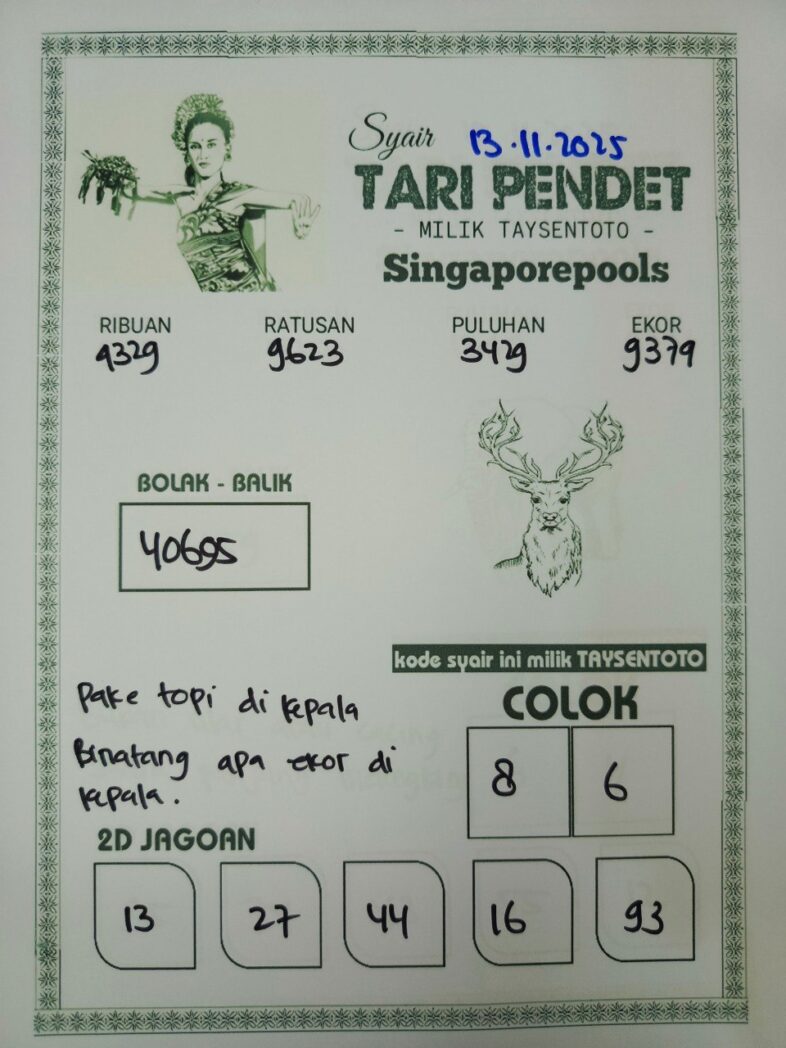 Syair 13.11.2025
TARI PENDET
- MILIK TAYSENTOTO -
Singaporepools
RIBUAN RATUSAN PULUHAN EKOR
4329 9623 3429 9379
BOLAK - BALIK
40695
kode syair ini milik TAYSENTOTO
COLOK
8 6
Pake topi di kepala
Binatang apa ekor di
kepala.
2D JAGOAN
13 27 44 16 93